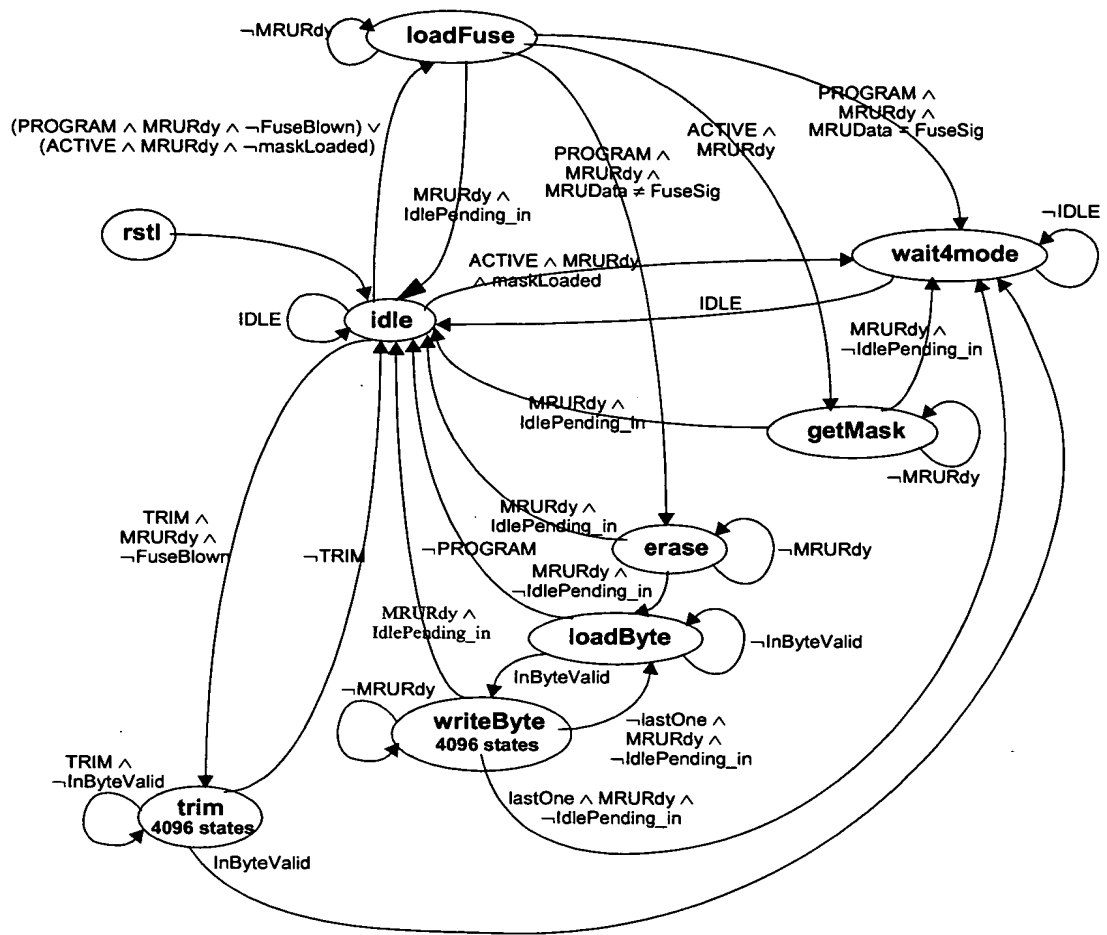 ¬MRURdy
loadFuse
(PROGRAM ∧ MRURdy ∧ ¬FuseBlown) ∨
(ACTIVE ∧ MRURdy ∧ ¬maskLoaded)
PROGRAM ∧
MRURdy ∧
MRUData = FuseSig
ACTIVE ∧
MRURdy
PROGRAM ∧
MRURdy ∧
MRUData ≠ FuseSig
MRURdy ∧
IdlePending_in
rstl
¬IDLE
wait4mode
ACTIVE ∧ MRURdy
∧ maskLoaded
IDLE
IDLE
idle
MRURdy ∧
¬IdlePending_in
MRURdy ∧
IdlePending_in
getMask
¬MRURdy
TRIM ∧
MRURdy ∧
¬FuseBlown
¬TRIM
MRURdy ∧
IdlePending_in
¬PROGRAM
erase
¬MRURdy
MRURdy ∧
¬IdlePending_in
MRURdy ∧
IdlePending_in
loadByte
¬InByteValid
InByteValid
¬MRURdy
writeByte
4096 states
¬lastOne ∧
MRURdy ∧
¬IdlePending_in
TRIM ∧
¬InByteValid
trim
4096 states
lastOne ∧ MRURdy ∧
¬IdlePending_in
InByteValid